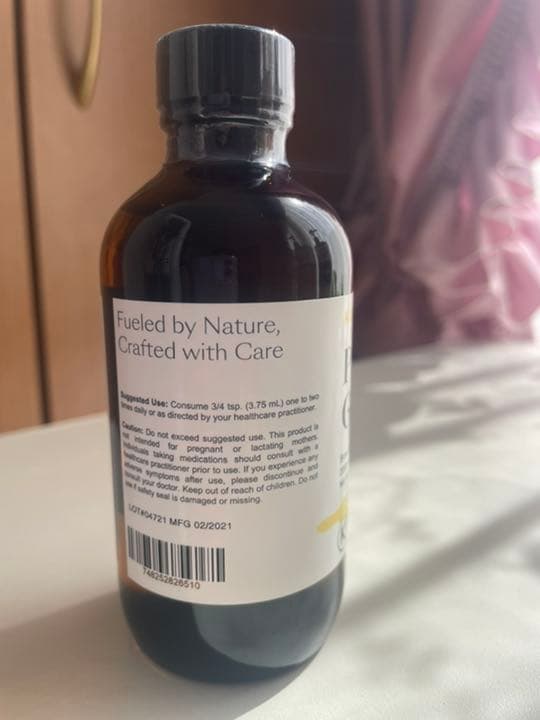 Fueled by Nature,
Crafted with Care
Suggested Use: Consume 3/4 tsp. (3.75 mL) one to two
times daily or as directed by your healthcare practitioner.
Caution: Do not exceed suggested use. This product is
not intended for pregnant or lactating mothers.
Individuals taking medications should consult with a
healthcare practitioner prior to use. If you experience any
adverse symptoms after use, please discontinue and
consult your doctor. Keep out of reach of children. Do not
use if safety seal is damaged or missing.
LOT#04721 MFG 02/2021
748252828510